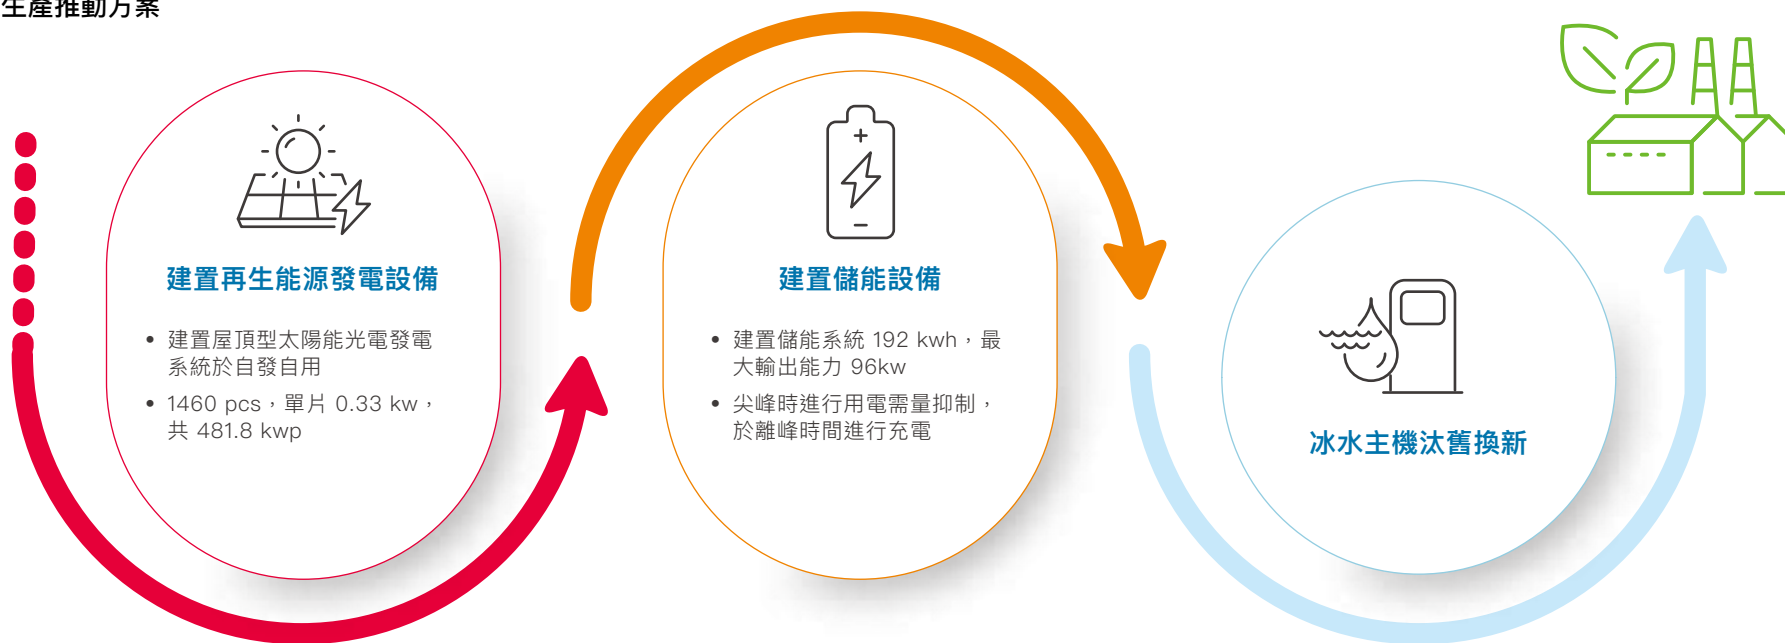 生產推動方案
建置再生能源發電設備
• 建置屋頂型太陽能光電發電
系統於自發自用
• 1460 pcs，單片 0.33 kw，
共 481.8 kwp
建置儲能設備
• 建置儲能系統 192 kwh，最
大輸出能力 96kw
• 尖峰時進行用電需量抑制，
於離峰時間進行充電
冰水主機汰舊換新